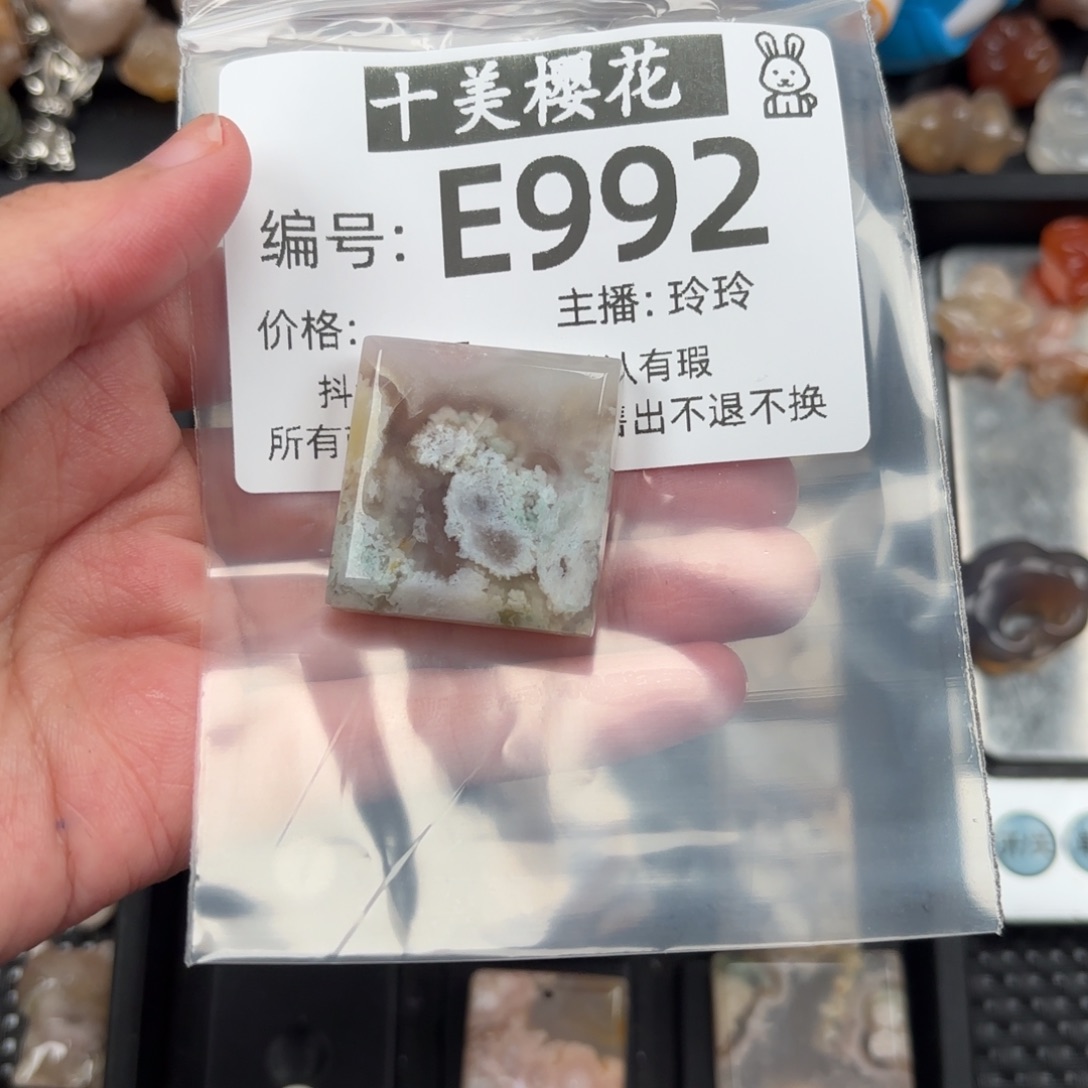 十美樱花
编号: E992
价格:
主播: 玲玲
抖
有瑕
所有
出不退不换